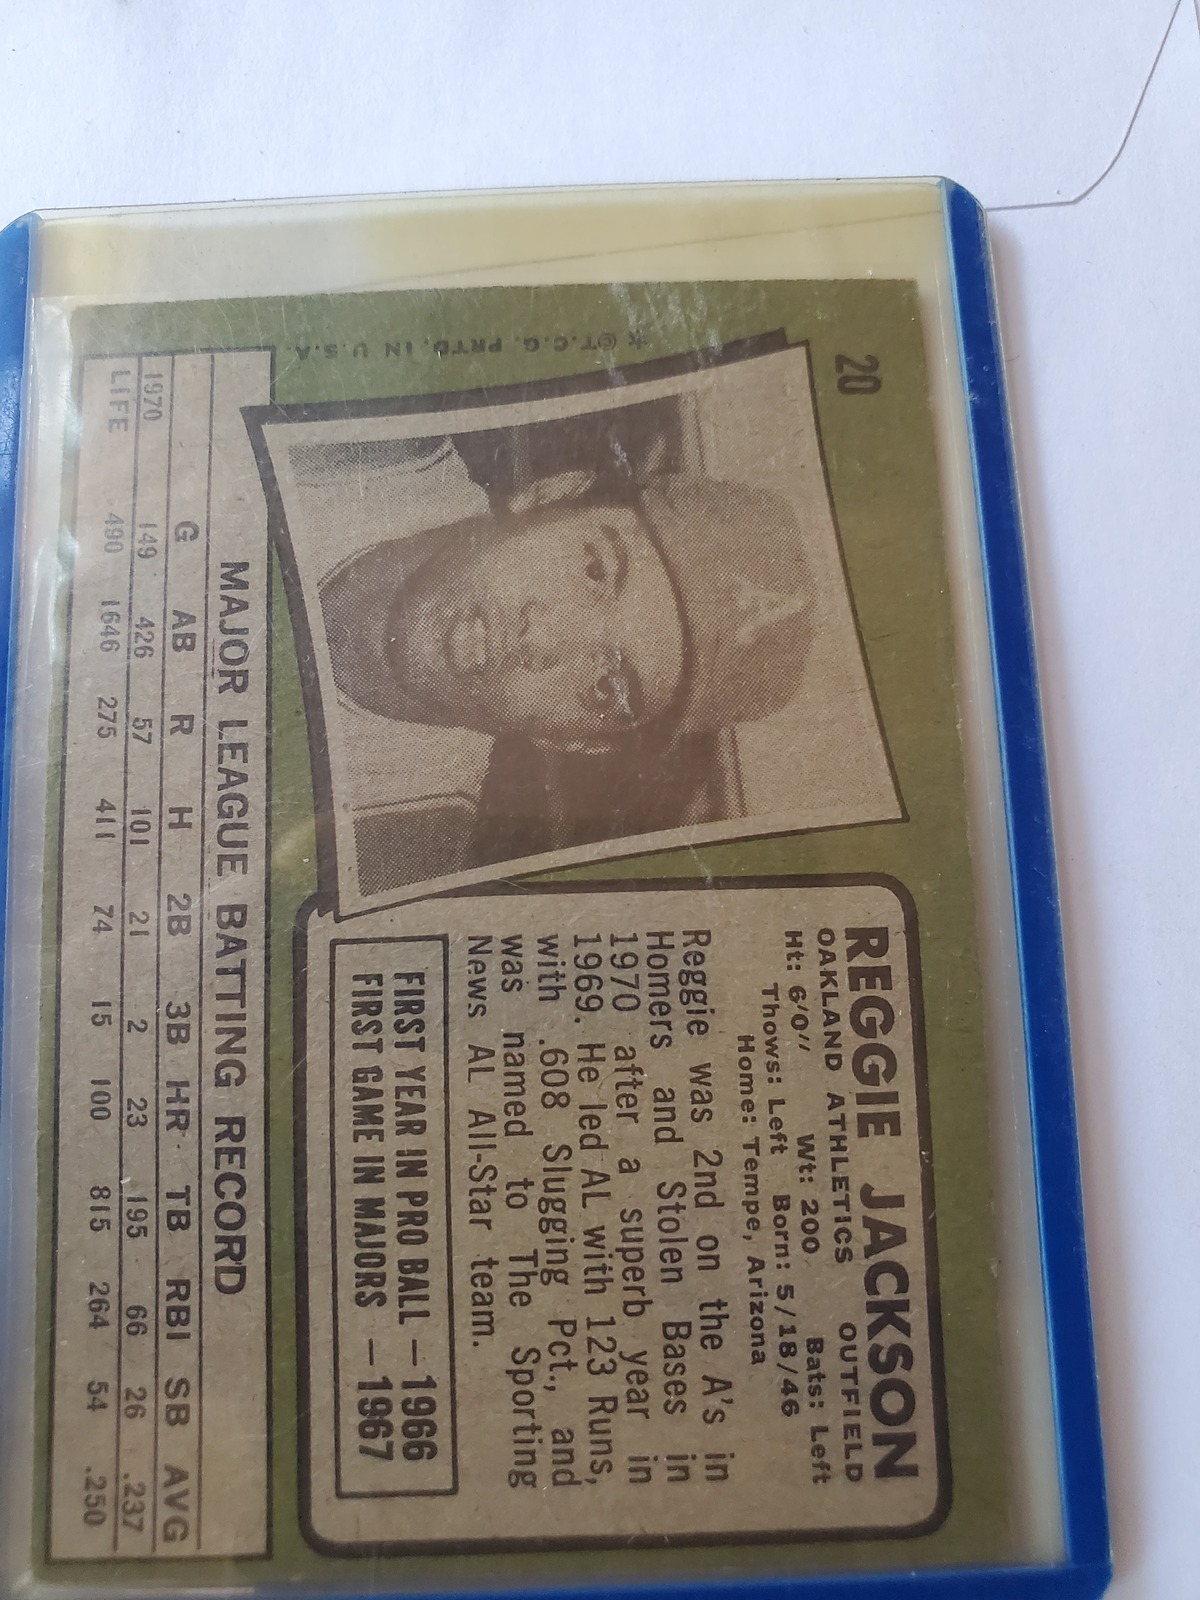 20
REGGIE JACKSON
OAKLAND ATHLETICS OUTFIELD
Ht: 6'0" Wt: 200 Bats: Left
Thows: Left Born: 5/18/46
Home: Tempe, Arizona
Reggie was 2nd on the A's in
Homers and Stolen Bases in
1970 after a superb year in
1969. He led AL with 123 Runs,
with .608 Slugging Pct., and
was named to The Sporting
News AL All-Star team.
FIRST YEAR IN PRO BALL — 1966
FIRST GAME IN MAJORS — 1967
A
*©T.C.G. PRTD. IN U.S.A.
MAJOR LEAGUE BATTING RECORD
G AB R H 2B 3B HR TB RBI SB AVG
1970 149 426 57 101 21 2 23 195 66 26 .237
LIFE 490 1646 275 411 74 15 100 815 264 54 .250